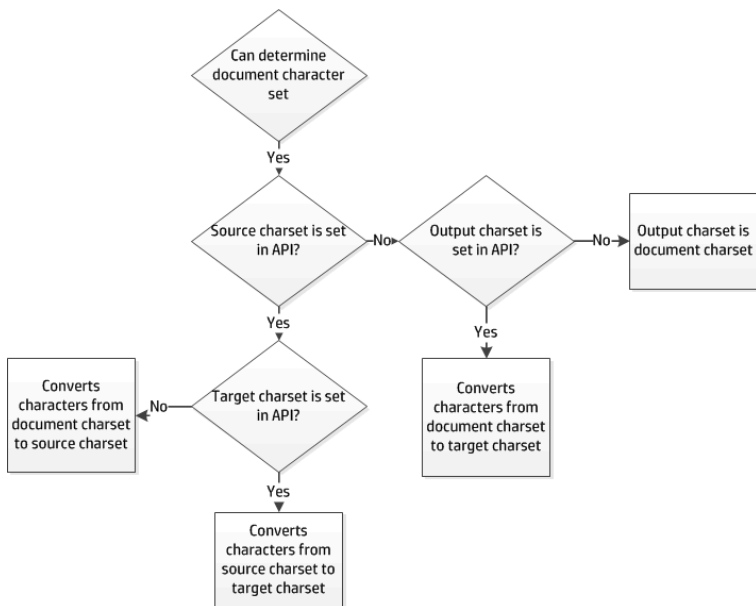 Can determine
document character
set
Yes
Source charset is set
in API?
No
Output charset is
set in API?
No
Output charset is
document charset
Yes
Yes
Converts
characters from
document charset
to source charset
No
Target charset is set
in API?
Converts
characters from
document charset
to target charset
Yes
Converts
characters from
source charset to
target charset